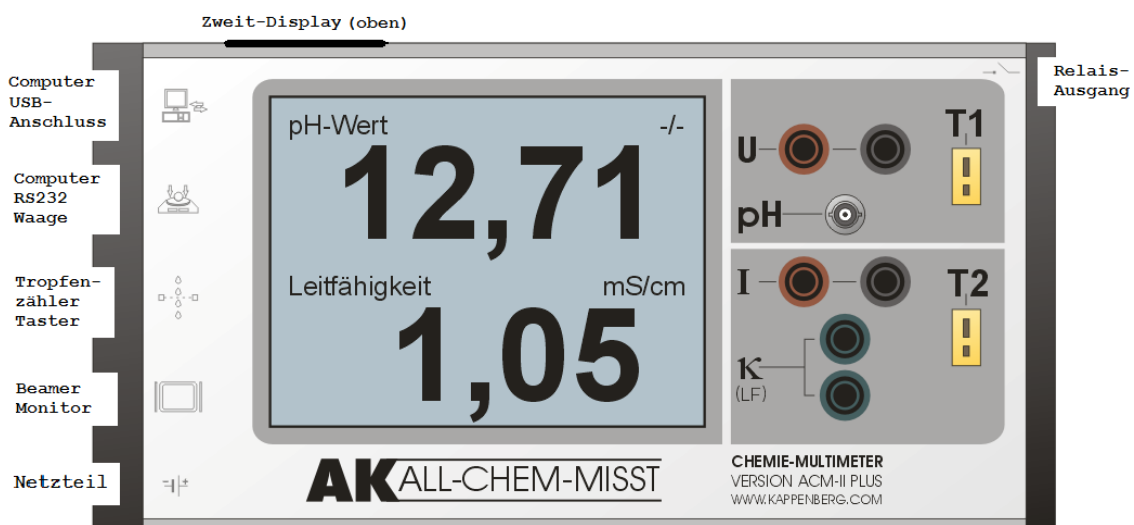 Zweit-Display (oben)
Computer
USB-
Anschluss
Computer
RS232
Waage
Tropfen-
zähler
Taster
Beamer
Monitor
Netzteil
pH-Wert -/-
12,71
Leitfähigkeit mS/cm
1,05
U
T1
pH
I
T2
κ
(LF)
Relais-
Ausgang
AK ALL-CHEM-MISST
CHEMIE-MULTIMETER
VERSION ACM-II PLUS
WWW.KAPPENBERG.COM